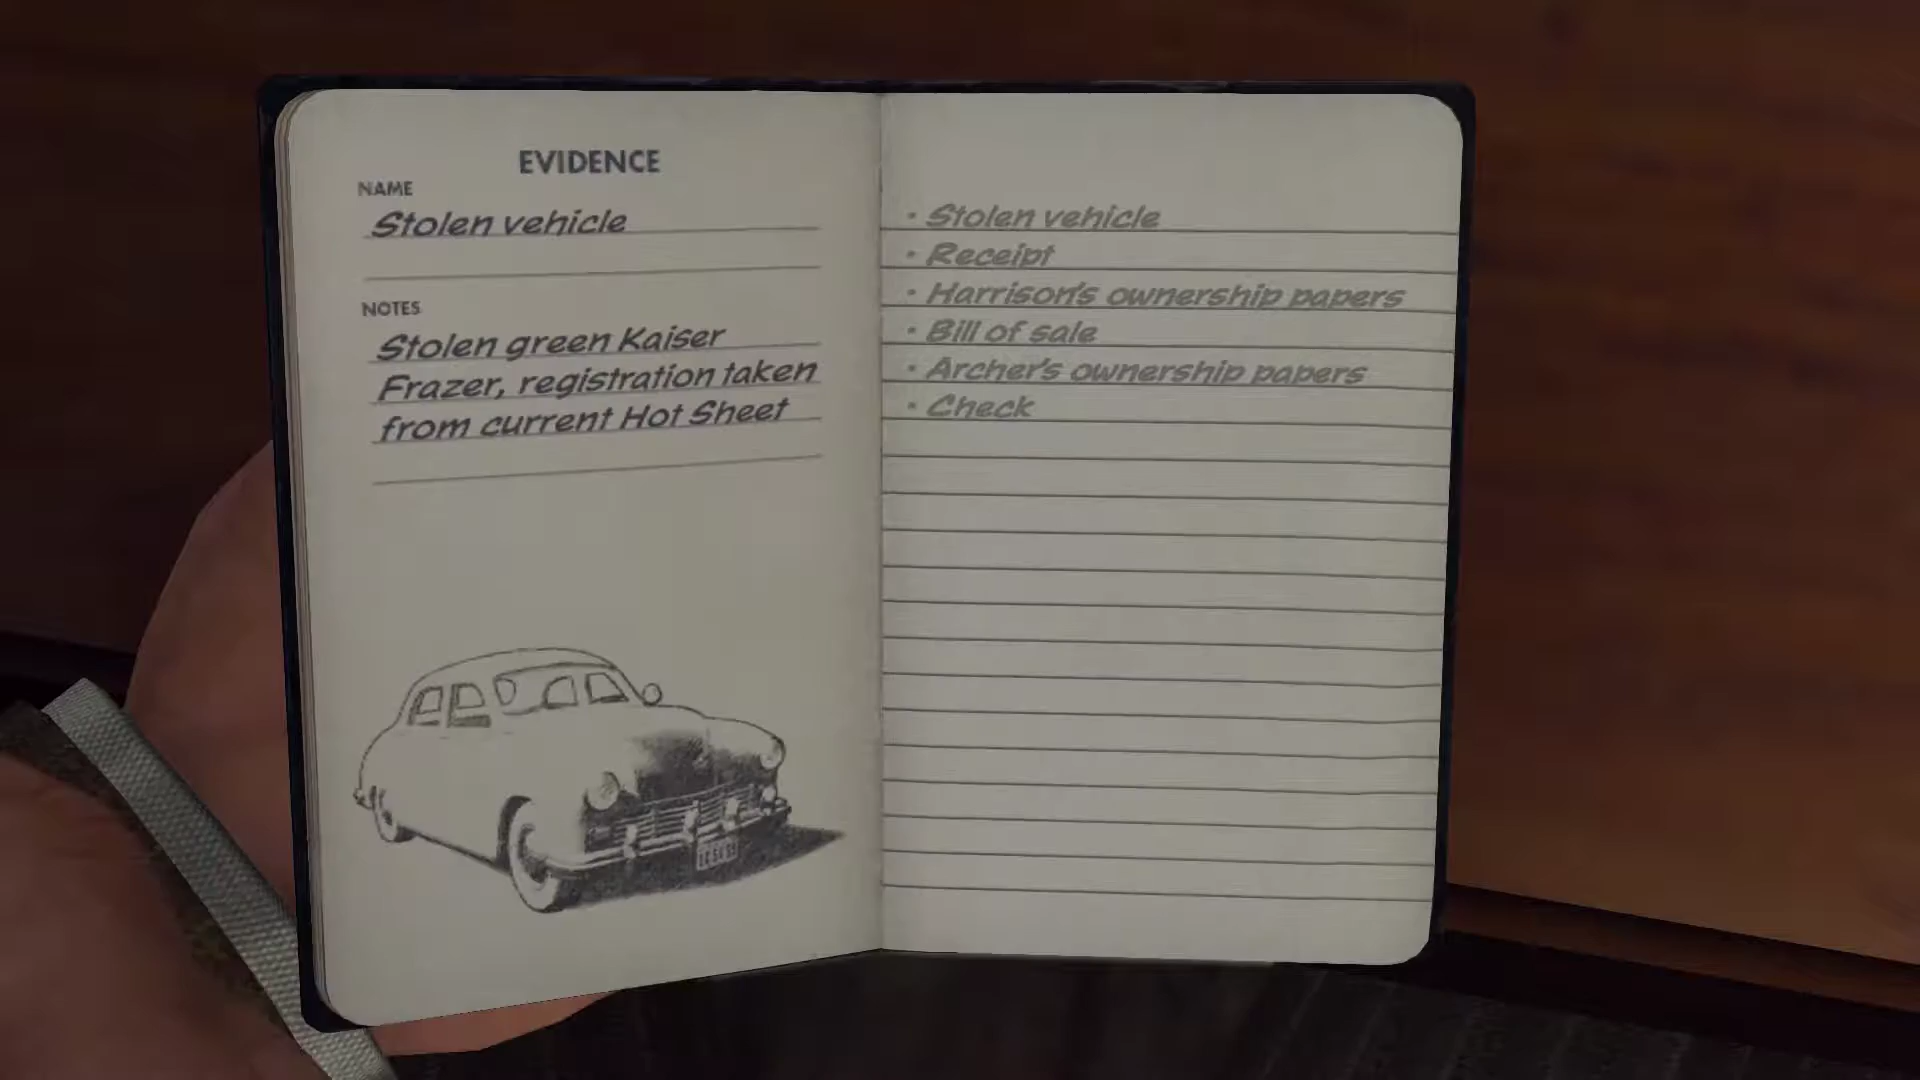 EVIDENCE
NAME
Stolen vehicle
NOTES
Stolen green Kaiser
Frazer, registration taken
from current Hot Sheet
• Stolen vehicle
• Receipt
• Harrison's ownership papers
• Bill of sale
• Archer's ownership papers
• Check